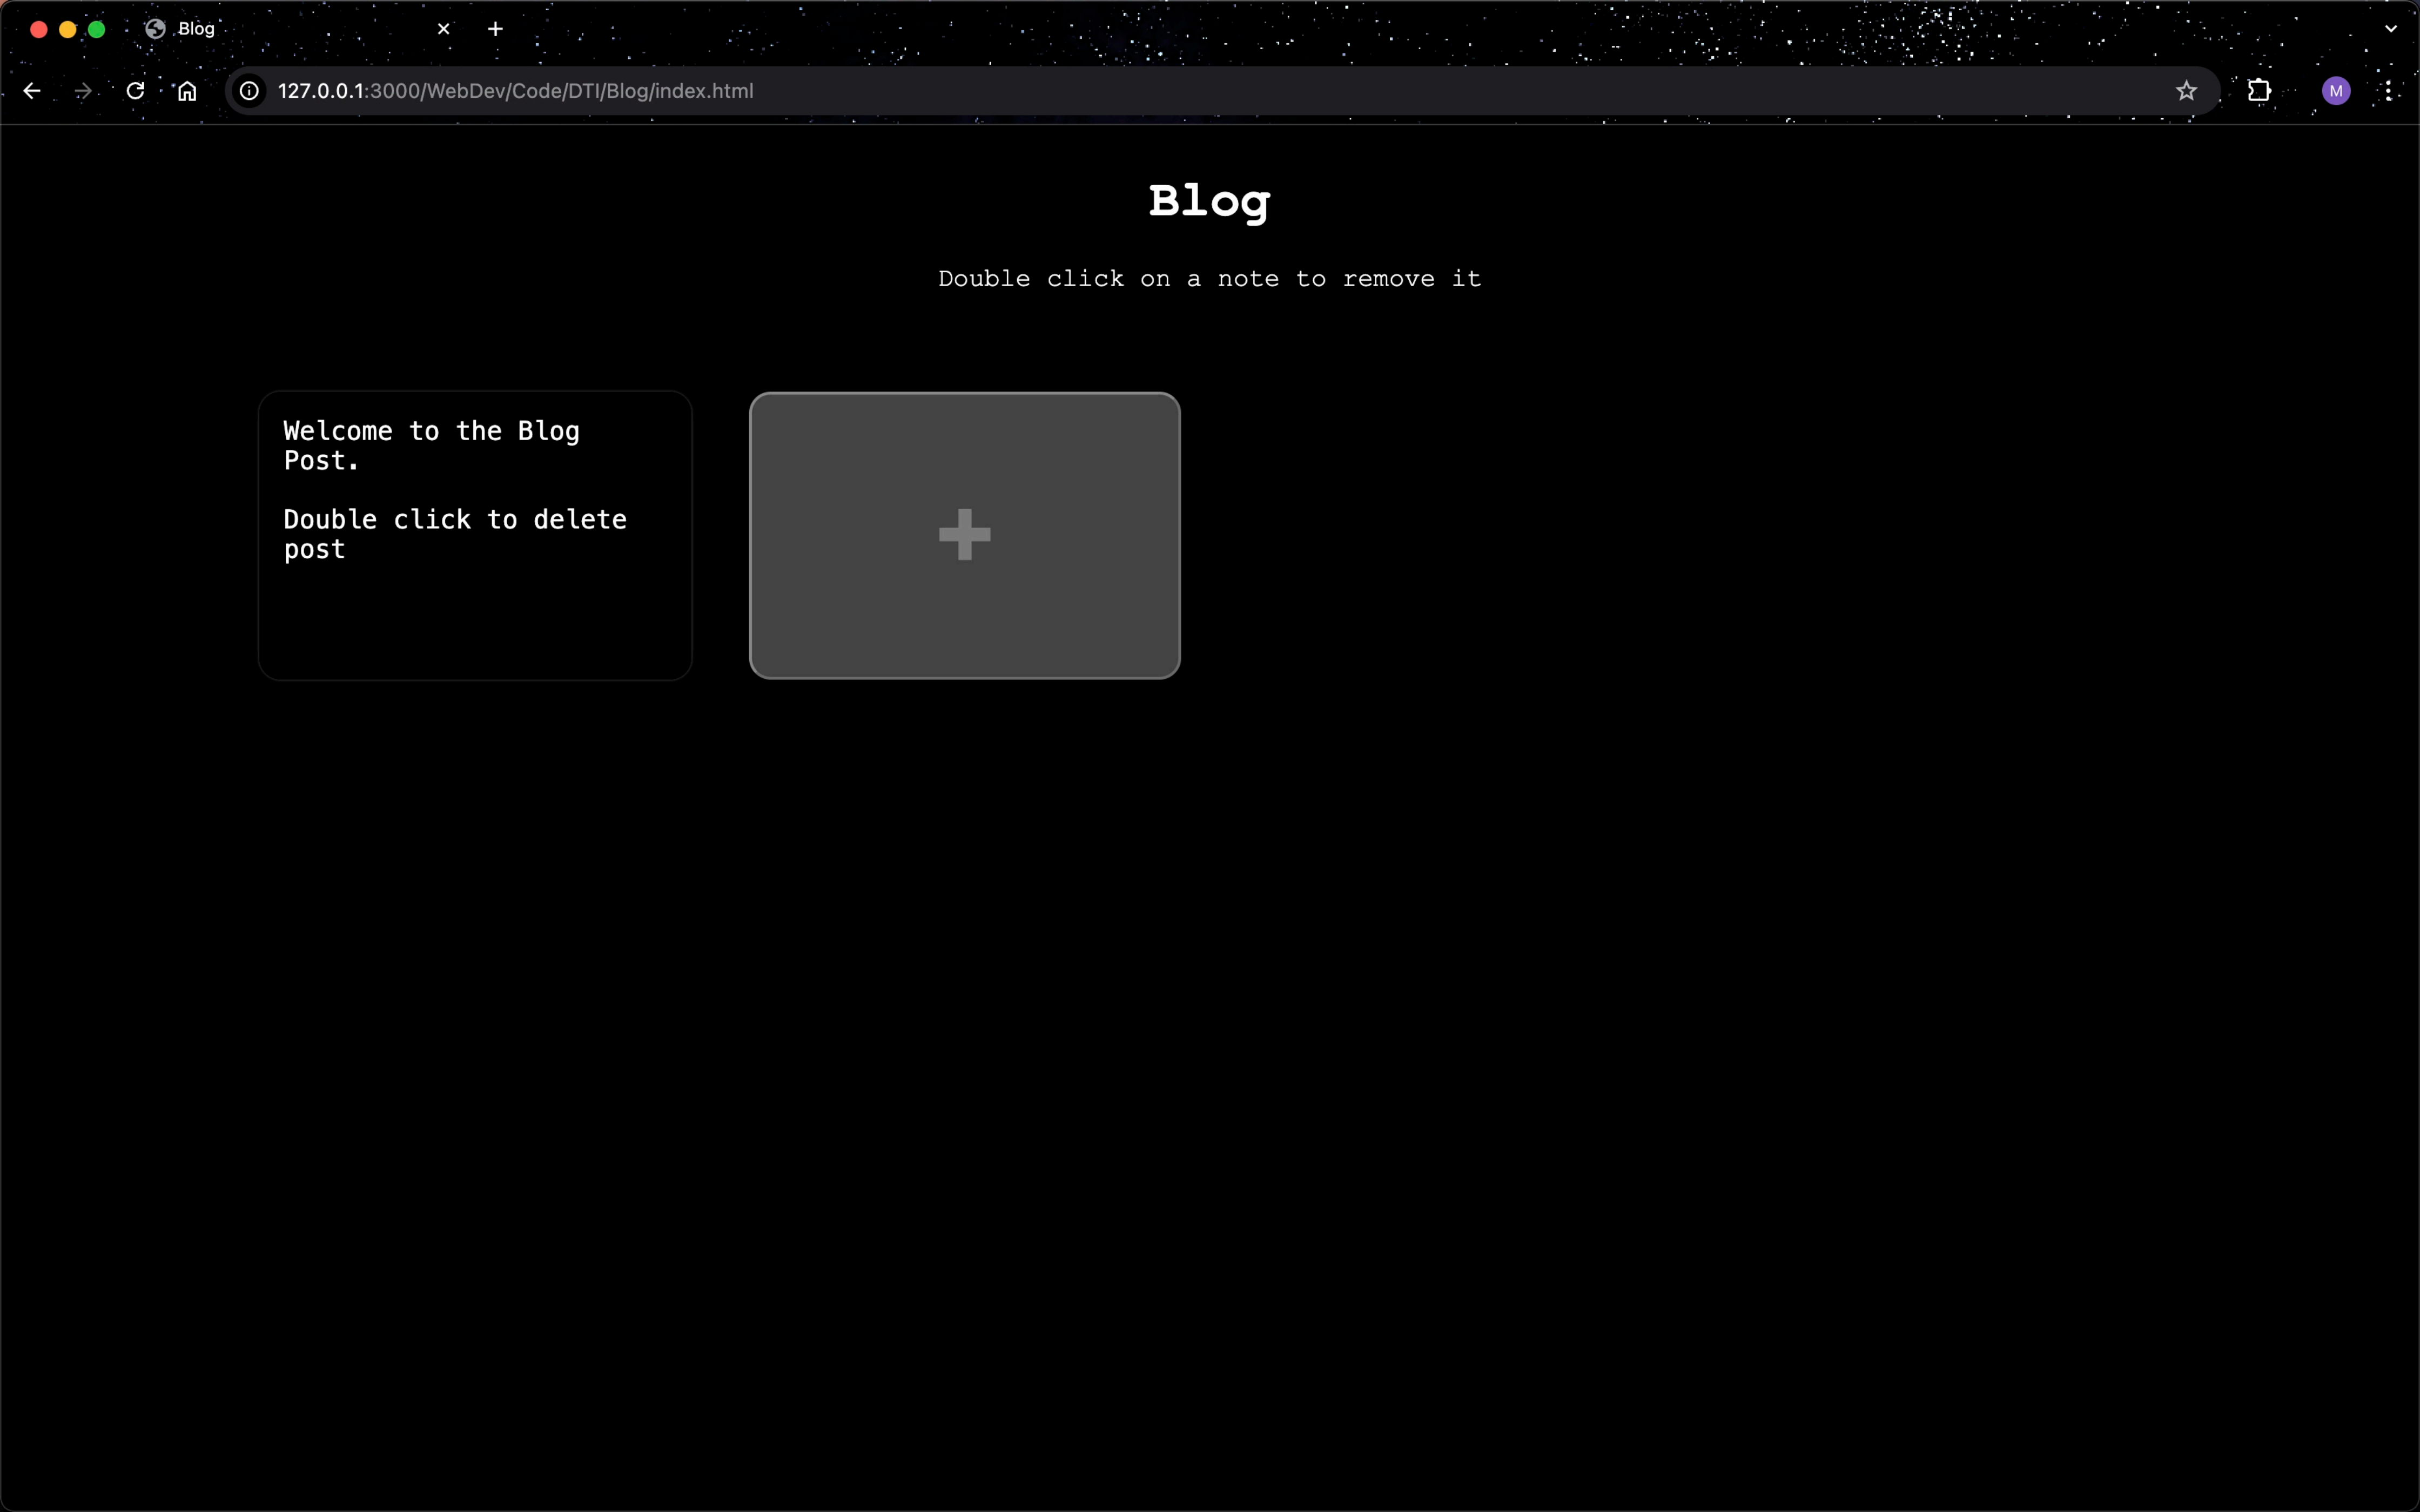 Blog
127.0.0.1:3000/WebDev/Code/DTI/Blog/index.html
M
Blog
Double click on a note to remove it
Welcome to the Blog
Post.
Double click to delete
post
+